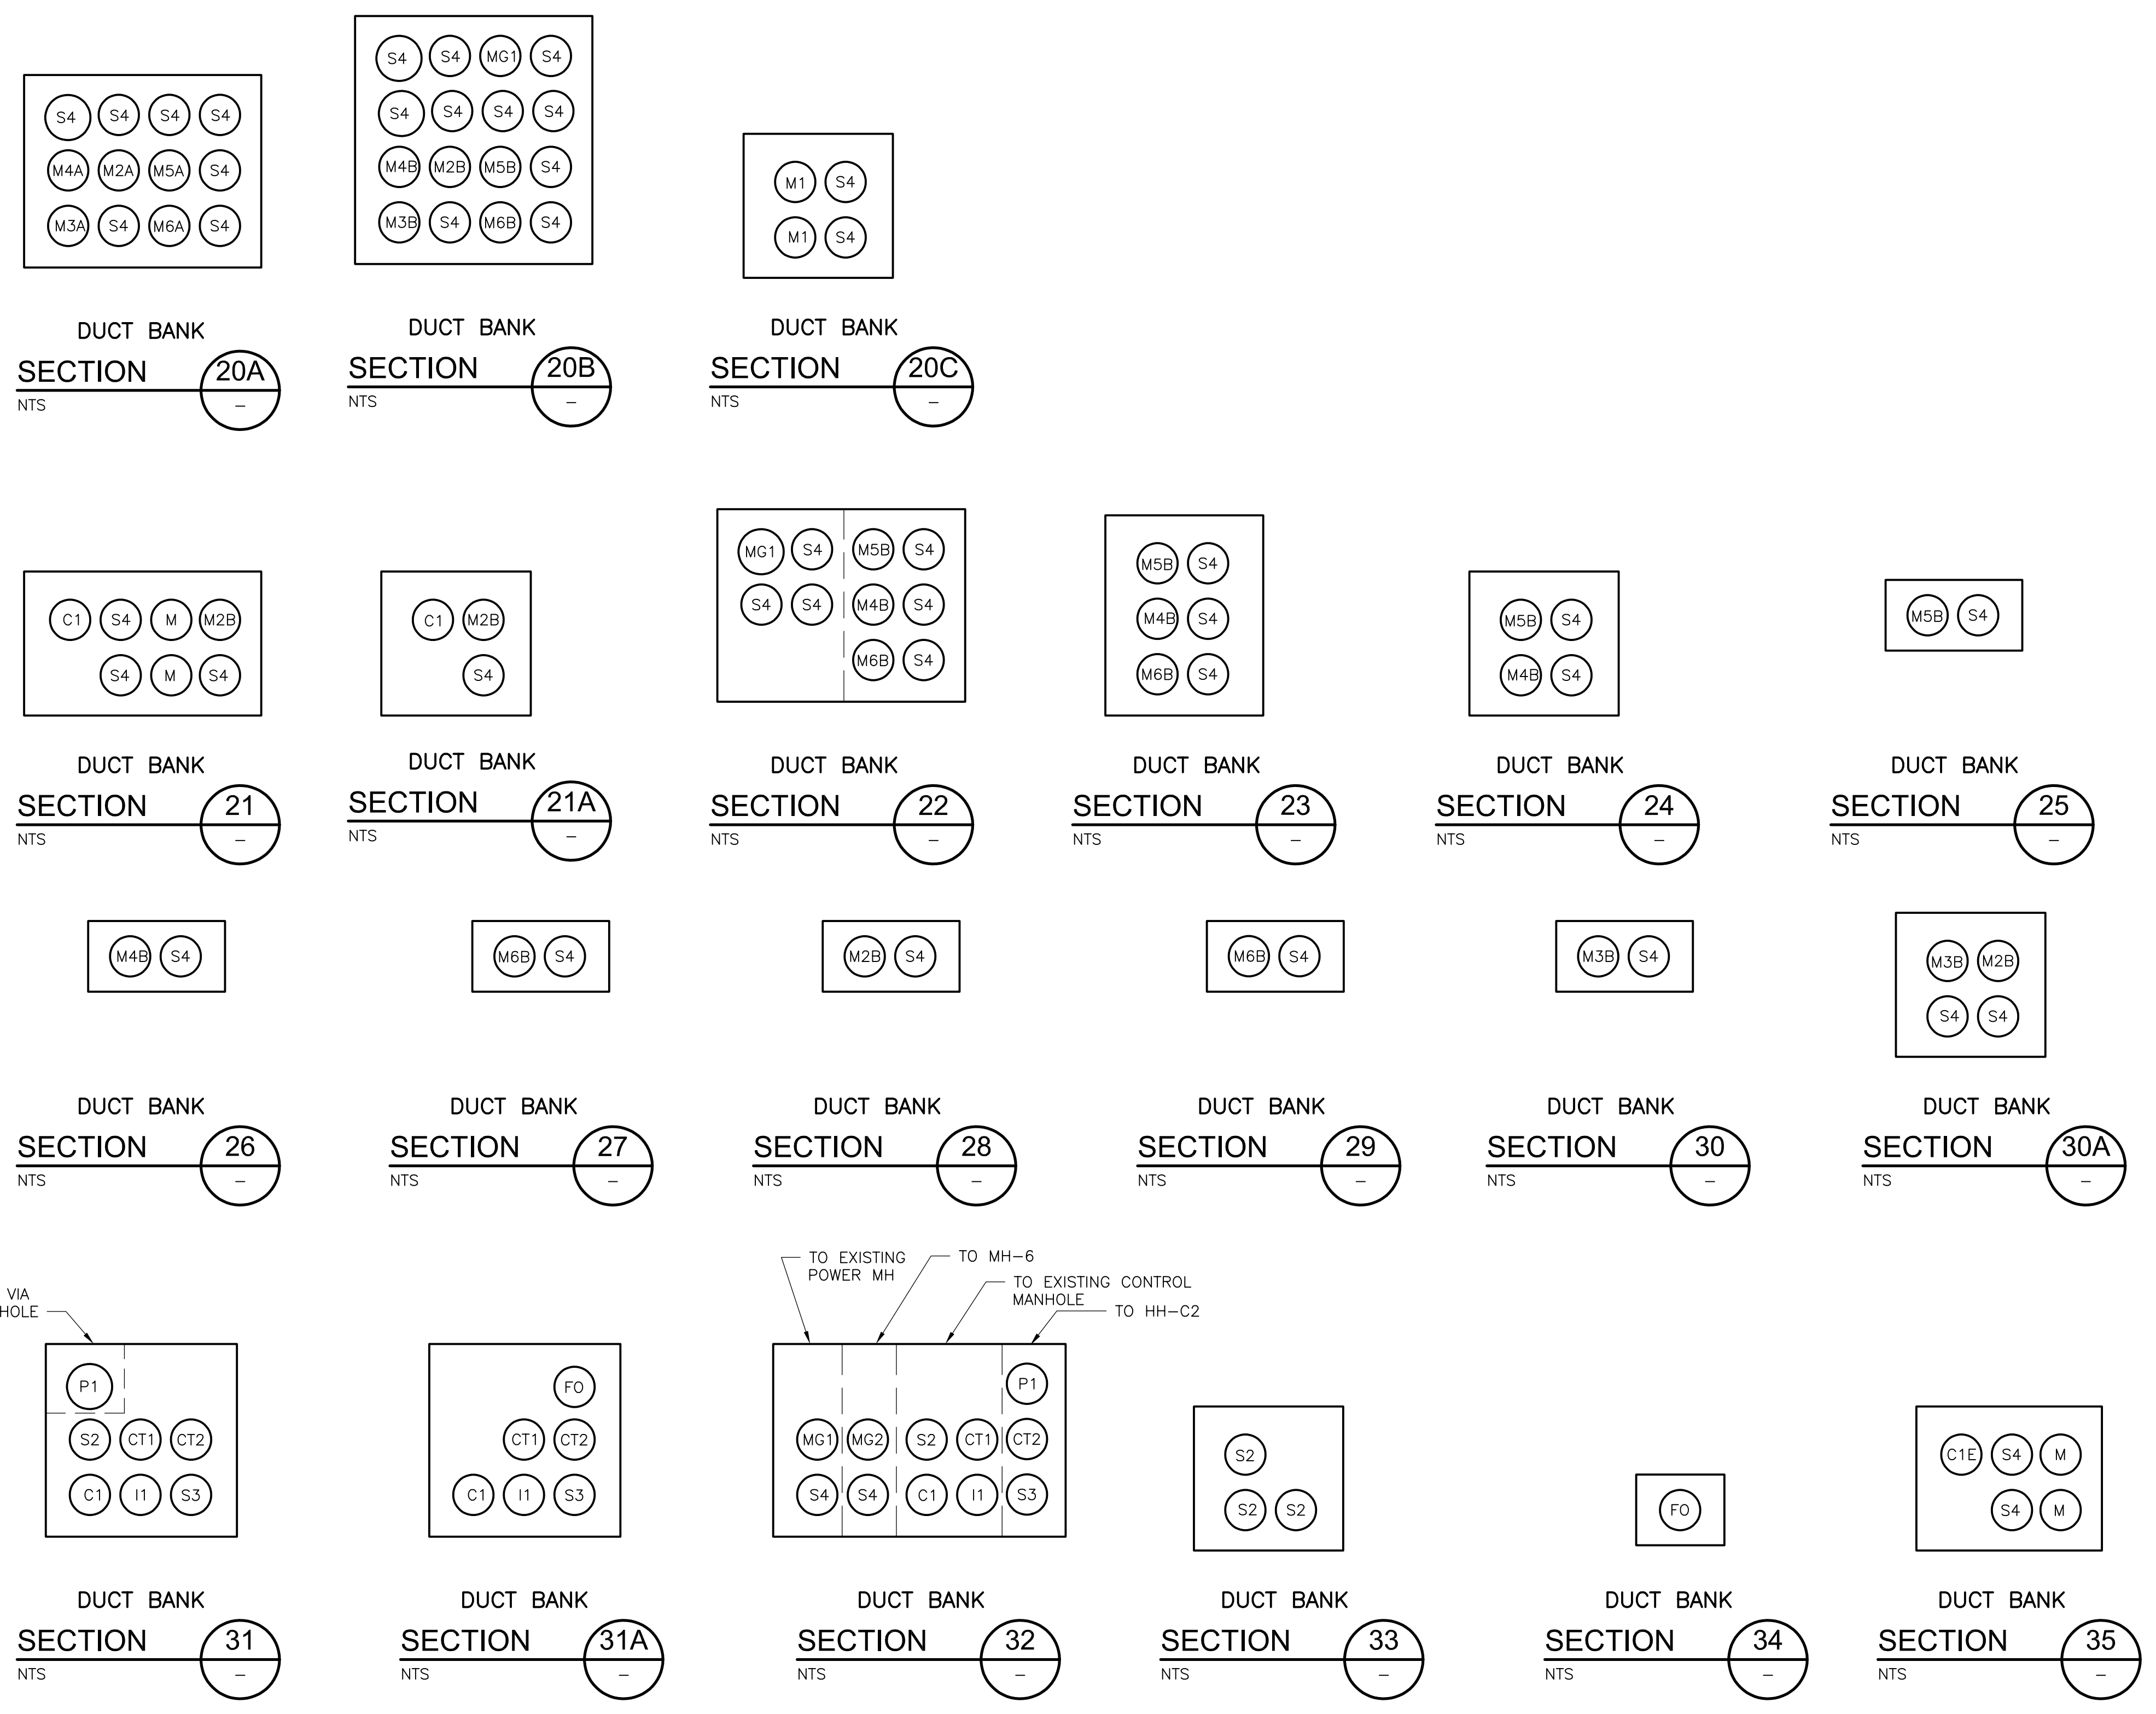 S4 S4 S4 S4
M4A M2A M5A S4
M3A S4 M6A S4
DUCT BANK
SECTION 20A
NTS –
S4 S4 MG1 S4
S4 S4 S4 S4
M4B M2B M5B S4
M3B S4 M6B S4
DUCT BANK
SECTION 20B
NTS –
M1 S4
M1 S4
DUCT BANK
SECTION 20C
NTS –
C1 S4 M M2B
S4 M S4
DUCT BANK
SECTION 21
NTS –
C1 M2B
S4
DUCT BANK
SECTION 21A
NTS –
MG1 S4 M5B S4
S4 S4 M4B S4
M6B S4
DUCT BANK
SECTION 22
NTS –
M5B S4
M4B S4
M6B S4
DUCT BANK
SECTION 23
NTS –
M5B S4
M4B S4
DUCT BANK
SECTION 24
NTS –
M5B S4
DUCT BANK
SECTION 25
NTS –
M4B S4
DUCT BANK
SECTION 26
NTS –
M6B S4
DUCT BANK
SECTION 27
NTS –
M2B S4
DUCT BANK
SECTION 28
NTS –
M6B S4
DUCT BANK
SECTION 29
NTS –
M3B S4
DUCT BANK
SECTION 30
NTS –
M3B M2B
S4 S4
DUCT BANK
SECTION 30A
NTS –
VIA
HOLE
P1
S2 CT1 CT2
C1 I1 S3
DUCT BANK
SECTION 31
NTS –
FO
CT1 CT2
C1 I1 S3
DUCT BANK
SECTION 31A
NTS –
TO EXISTING
POWER MH
TO MH-6
TO EXISTING CONTROL
MANHOLE
TO HH-C2
P1
MG1 MG2 S2 CT1 CT2
S4 S4 C1 I1 S3
DUCT BANK
SECTION 32
NTS –
S2
S2 S2
DUCT BANK
SECTION 33
NTS –
FO
DUCT BANK
SECTION 34
NTS –
C1E S4 M
S4 M
DUCT BANK
SECTION 35
NTS –